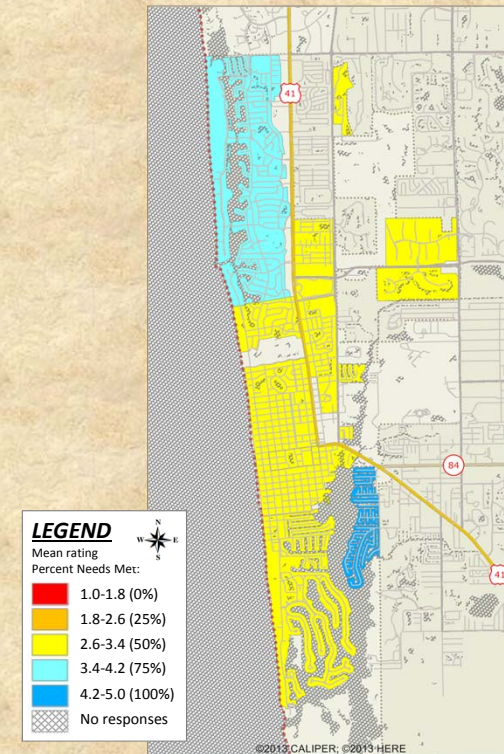 41
84
41
LEGEND
N
W E
S
Mean rating
Percent Needs Met:
1.0-1.8 (0%)
1.8-2.6 (25%)
2.6-3.4 (50%)
3.4-4.2 (75%)
4.2-5.0 (100%)
No responses
©2013 CALIPER; ©2013 HERE